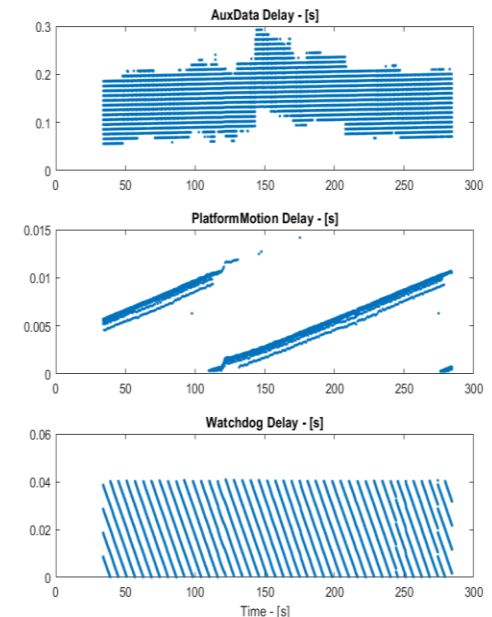 AuxData Delay - [s]
0.3
0.2
0.1
0
0 50 100 150 200 250 300
PlatformMotion Delay - [s]
0.015
0.01
0.005
0
0 50 100 150 200 250 300
Watchdog Delay - [s]
0.06
0.04
0.02
0
0 50 100 150 200 250 300
Time - [s]